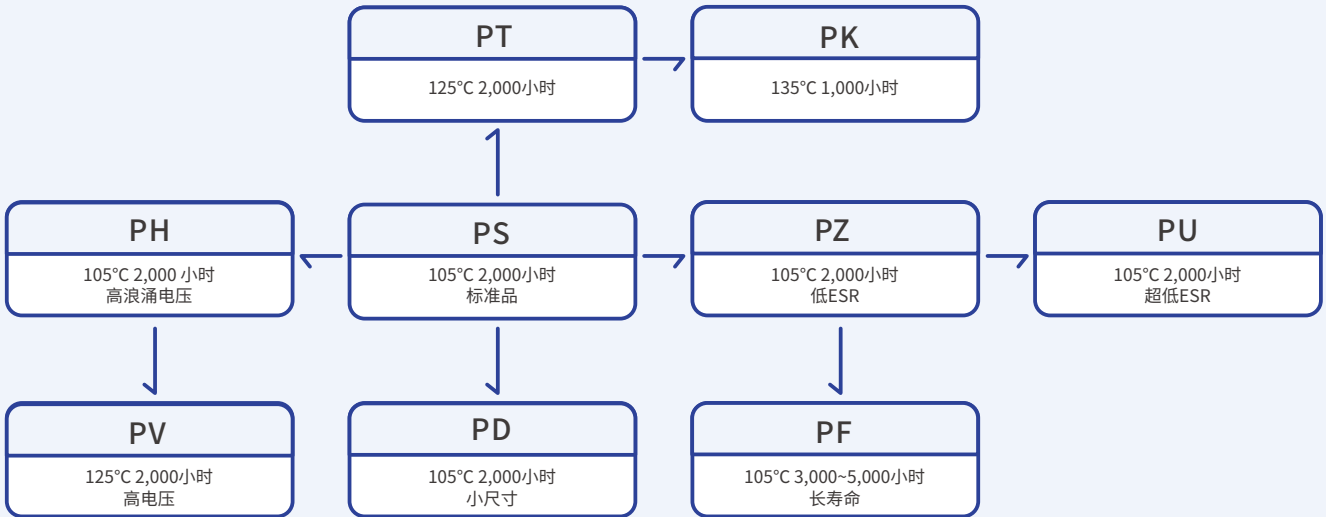 PT
125℃ 2,000小时
PK
135℃ 1,000小时
PH
105℃ 2,000 小时
高浪涌电压
PS
105℃ 2,000小时
标准品
PZ
105℃ 2,000小时
低ESR
PU
105℃ 2,000小时
超低ESR
PV
125℃ 2,000小时
高电压
PD
105℃ 2,000小时
小尺寸
PF
105℃ 3,000~5,000小时
长寿命